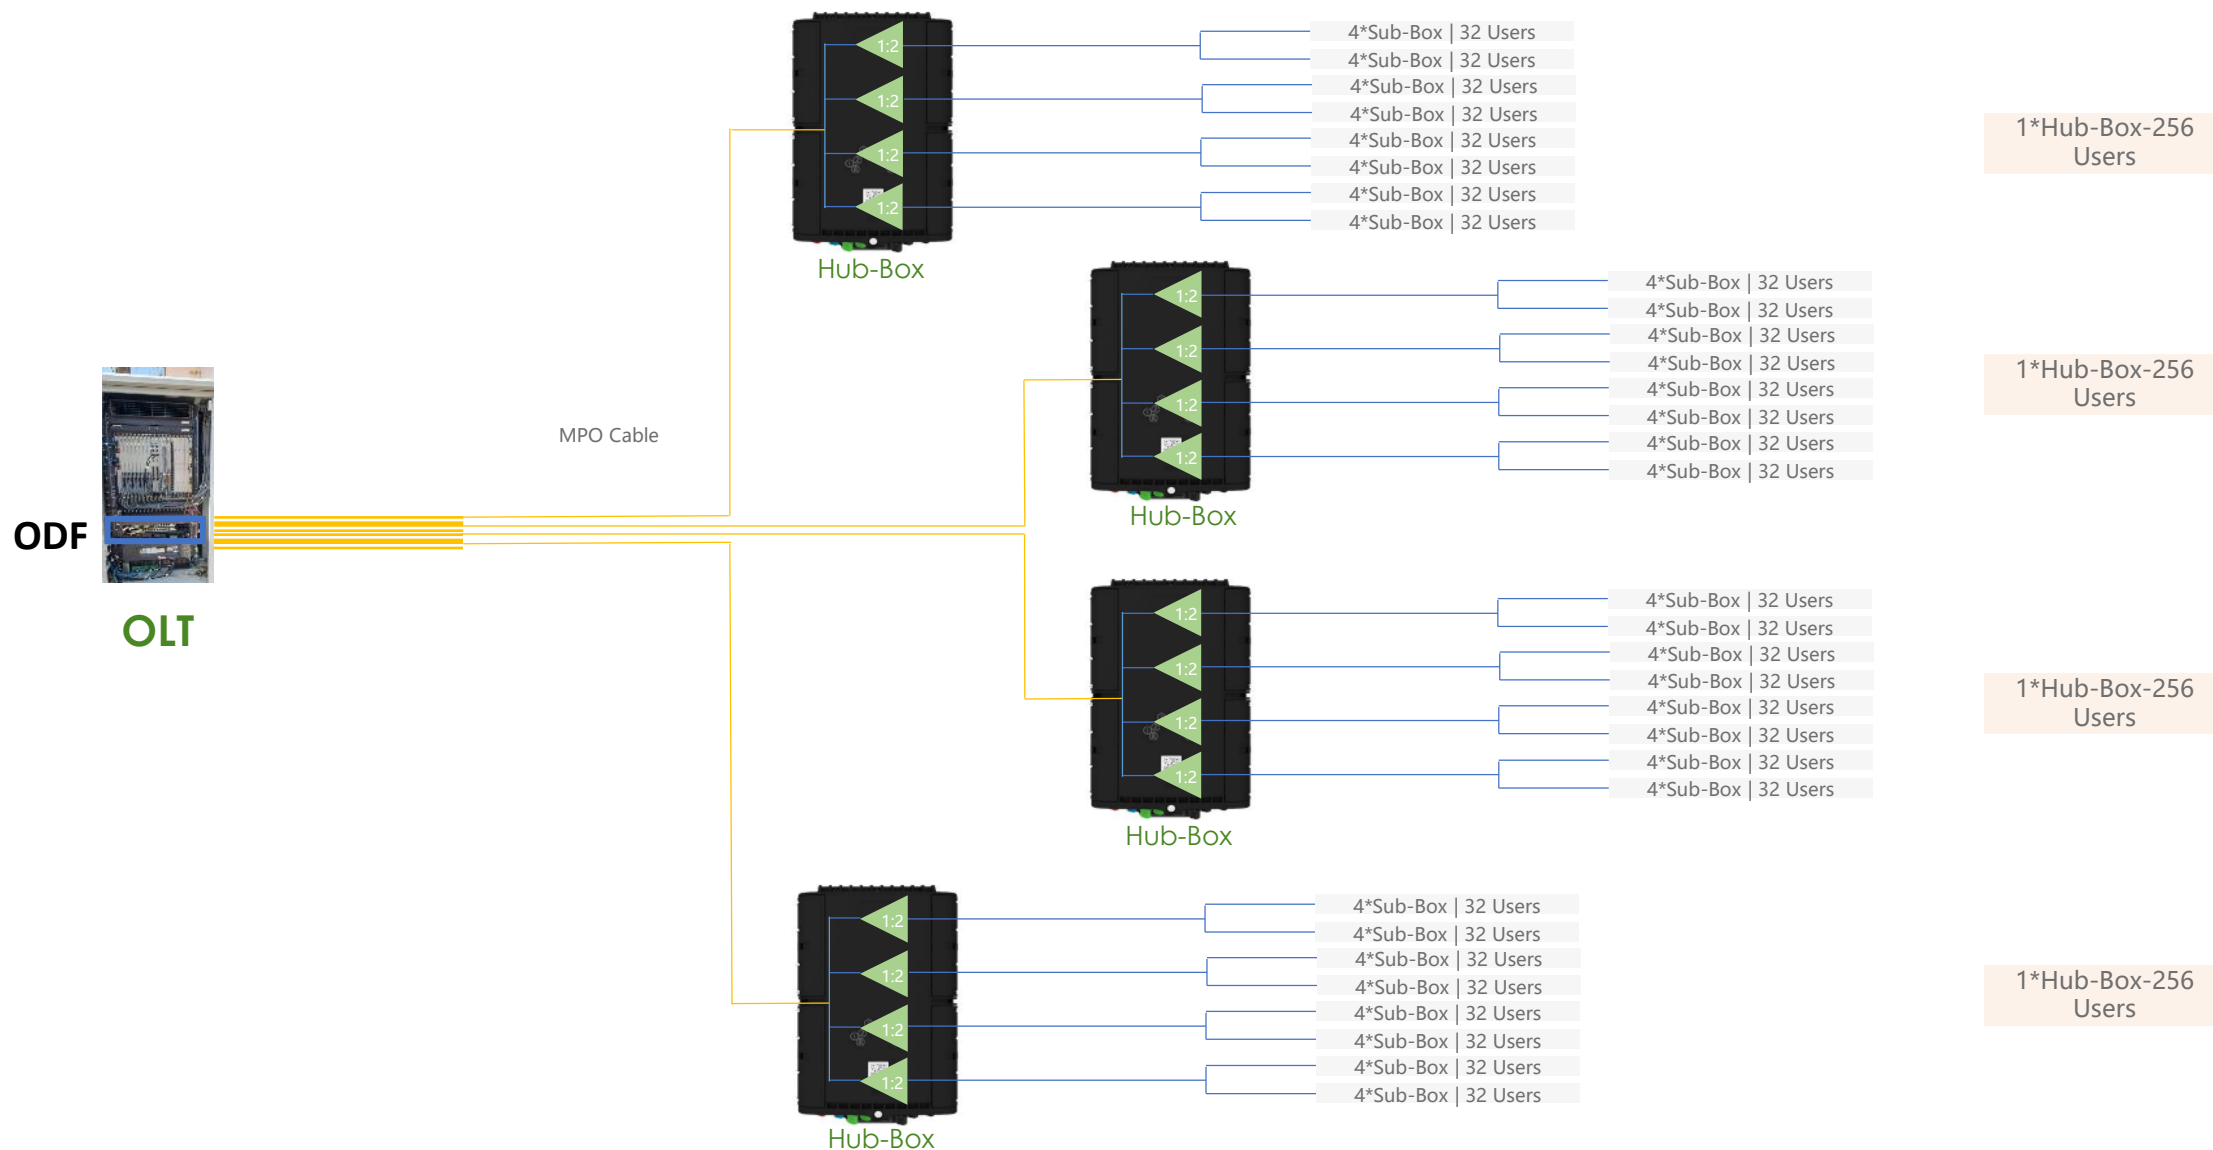 1:2
1:2
1:2
1:2
4*Sub-Box | 32 Users
4*Sub-Box | 32 Users
4*Sub-Box | 32 Users
4*Sub-Box | 32 Users
4*Sub-Box | 32 Users
4*Sub-Box | 32 Users
4*Sub-Box | 32 Users
4*Sub-Box | 32 Users
1*Hub-Box-256
Users
Hub-Box
1:2
1:2
1:2
1:2
4*Sub-Box | 32 Users
4*Sub-Box | 32 Users
4*Sub-Box | 32 Users
4*Sub-Box | 32 Users
4*Sub-Box | 32 Users
4*Sub-Box | 32 Users
4*Sub-Box | 32 Users
4*Sub-Box | 32 Users
1*Hub-Box-256
Users
Hub-Box
MPO Cable
ODF
OLT
1:2
1:2
1:2
1:2
4*Sub-Box | 32 Users
4*Sub-Box | 32 Users
4*Sub-Box | 32 Users
4*Sub-Box | 32 Users
4*Sub-Box | 32 Users
4*Sub-Box | 32 Users
4*Sub-Box | 32 Users
4*Sub-Box | 32 Users
1*Hub-Box-256
Users
Hub-Box
1:2
1:2
1:2
1:2
4*Sub-Box | 32 Users
4*Sub-Box | 32 Users
4*Sub-Box | 32 Users
4*Sub-Box | 32 Users
4*Sub-Box | 32 Users
4*Sub-Box | 32 Users
4*Sub-Box | 32 Users
4*Sub-Box | 32 Users
1*Hub-Box-256
Users
Hub-Box